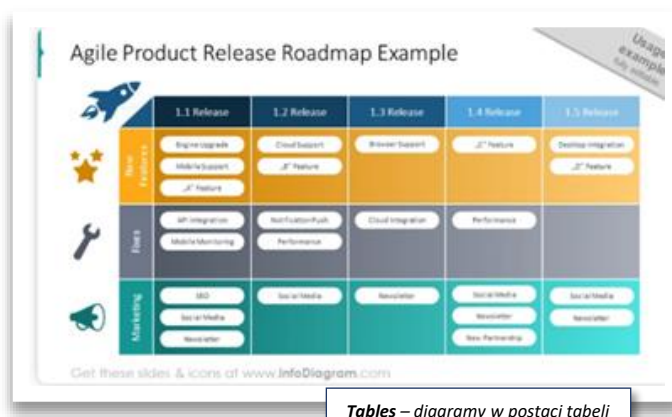 Agile Product Release Roadmap Example
Usage
example
fully editable
1.1 Release
1.2 Release
1.3 Release
1.4 Release
1.5 Release
New
Features
Engine Upgrade
Cloud Support
Browser Support
„C" Feature
Desktop Integration
Mobile Support
„B" Feature
„D" Feature
„A" Feature
Fixes
API Integration
Notification Push
Cloud Integration
Performance
Mobile Monitoring
Performance
Marketing
SEO
Social Media
Newsletter
Social Media
Social Media
Social Media
Newsletter
Newsletter
Newsletter
New Partnership
Get these slides & icons at www.InfoDiagram.com
Tables – diagramy w postaci tabeli